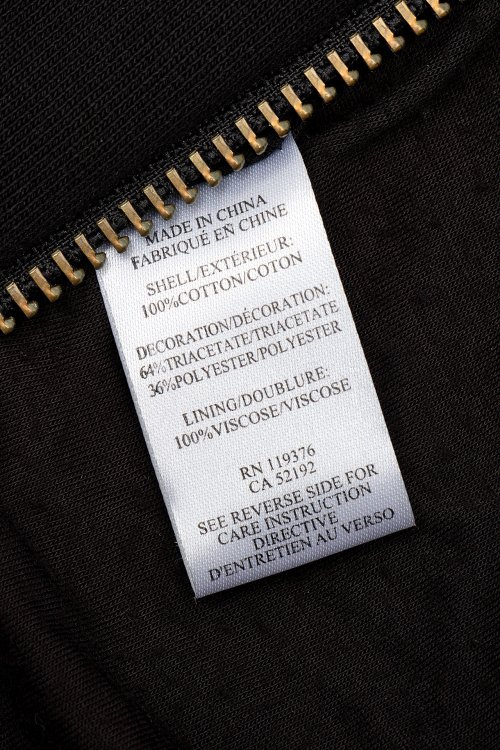 MADE IN CHINA
FABRIQUÉ EN CHINE
SHELL/EXTÉRIEUR:
100%COTTON/COTON
DECORATION/DÉCORATION:
64%TRIACETATE/TRIACETATE
36%POLYESTER/POLYESTER
LINING/DOUBLURE:
100%VISCOSE/VISCOSE
RN 119376
CA 52192
SEE REVERSE SIDE FOR
CARE INSTRUCTION
DIRECTIVE
D'ENTRETIEN AU VERSO